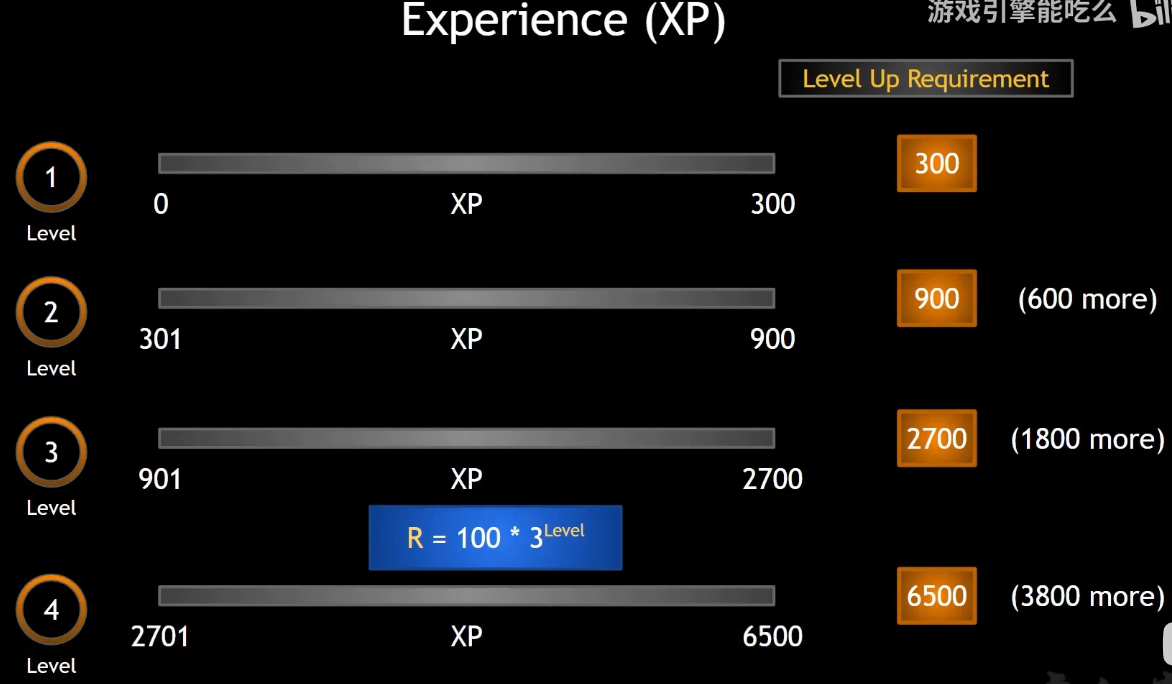 Experience (XP)
游戏引擎能吃么
Level Up Requirement
1
Level
0 XP 300
300
2
Level
301 XP 900
900 (600 more)
3
Level
901 XP 2700
2700 (1800 more)
R = 100 * 3^Level
4
Level
2701 XP 6500
6500 (3800 more)